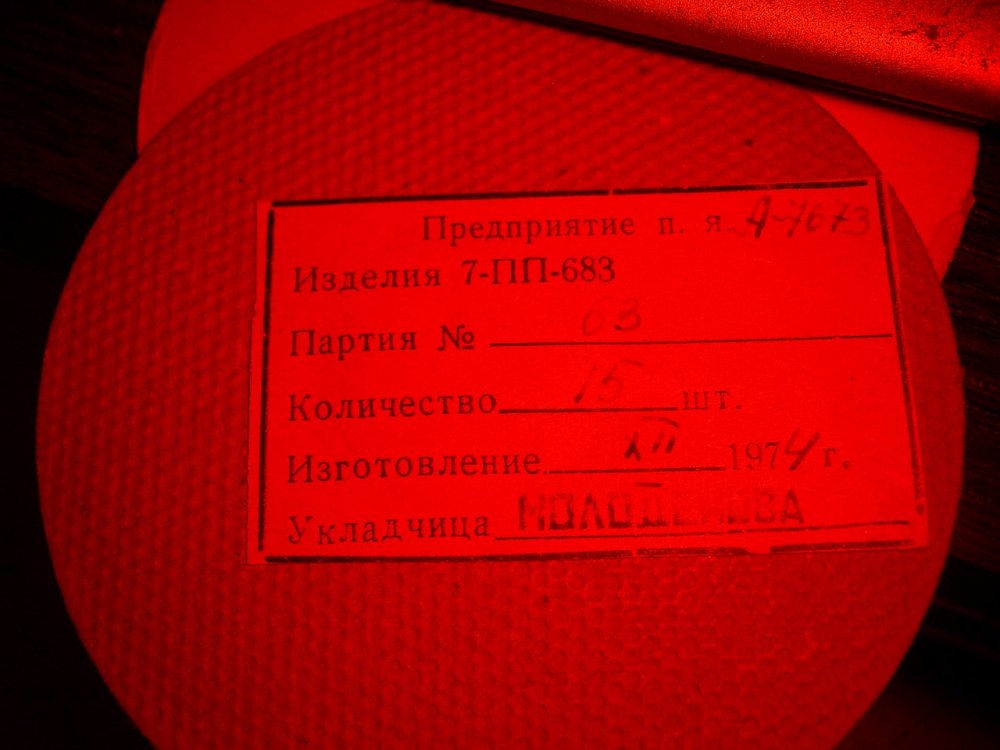 Предприятие п. я. А-7673
Изделия 7-ПП-683
Партия № 03
Количество 15 шт.
Изготовление XII 1974 г.
Укладчица